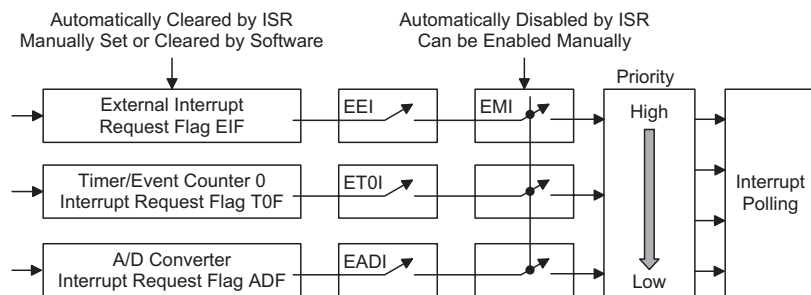 Automatically Cleared by ISR
Manually Set or Cleared by Software
Automatically Disabled by ISR
Can be Enabled Manually
Priority
External Interrupt
Request Flag EIF
EEI
EMI
High
Timer/Event Counter 0
Interrupt Request Flag T0F
ET0I
Interrupt
Polling
A/D Converter
Interrupt Request Flag ADF
EADI
Low